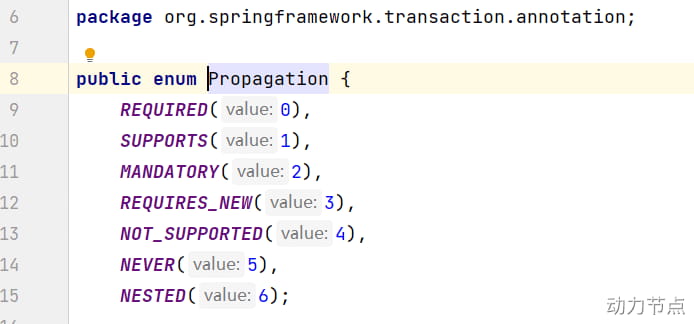 6 package org.springframework.transaction.annotation;
7
8 public enum Propagation {
9 REQUIRED( value: 0),
10 SUPPORTS( value: 1),
11 MANDATORY( value: 2),
12 REQUIRES_NEW( value: 3),
13 NOT_SUPPORTED( value: 4),
14 NEVER( value: 5),
15 NESTED( value: 6);
动力节点